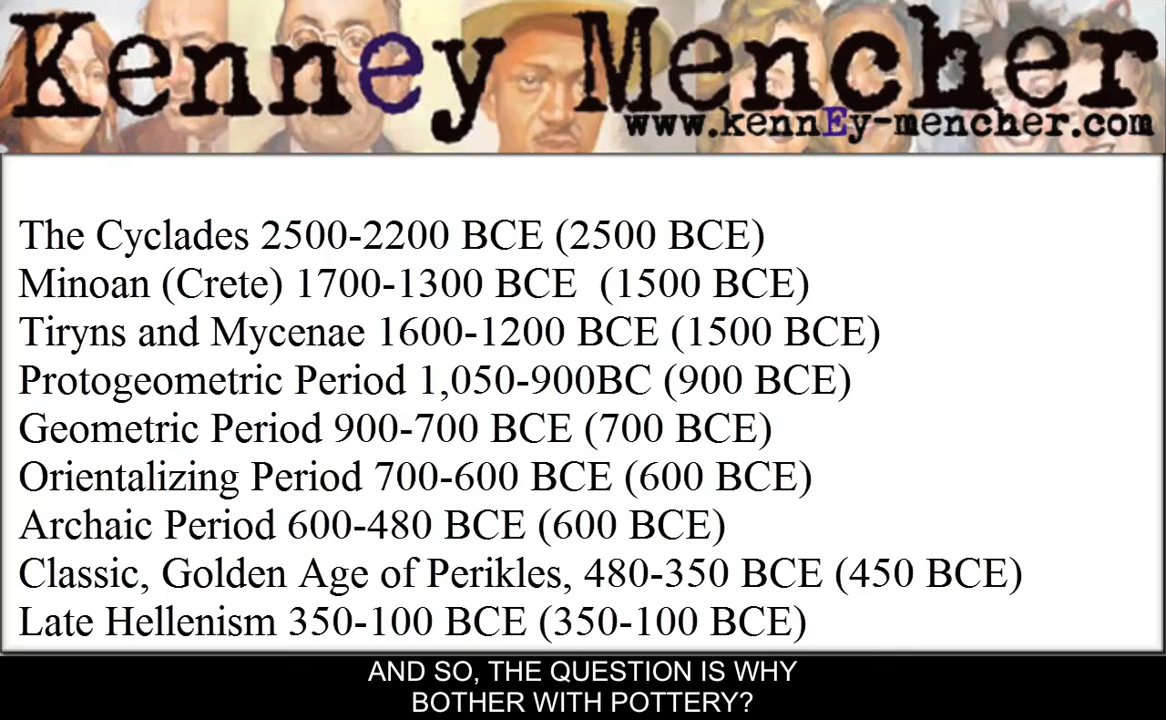 Kenney Mencher
www.kennEy-mencher.com
The Cyclades 2500-2200 BCE (2500 BCE)
Minoan (Crete) 1700-1300 BCE  (1500 BCE)
Tiryns and Mycenae 1600-1200 BCE (1500 BCE)
Protogeometric Period 1,050-900BC (900 BCE)
Geometric Period 900-700 BCE (700 BCE)
Orientalizing Period 700-600 BCE (600 BCE)
Archaic Period 600-480 BCE (600 BCE)
Classic, Golden Age of Perikles, 480-350 BCE (450 BCE)
Late Hellenism 350-100 BCE (350-100 BCE)
AND SO, THE QUESTION IS WHY
BOTHER WITH POTTERY?